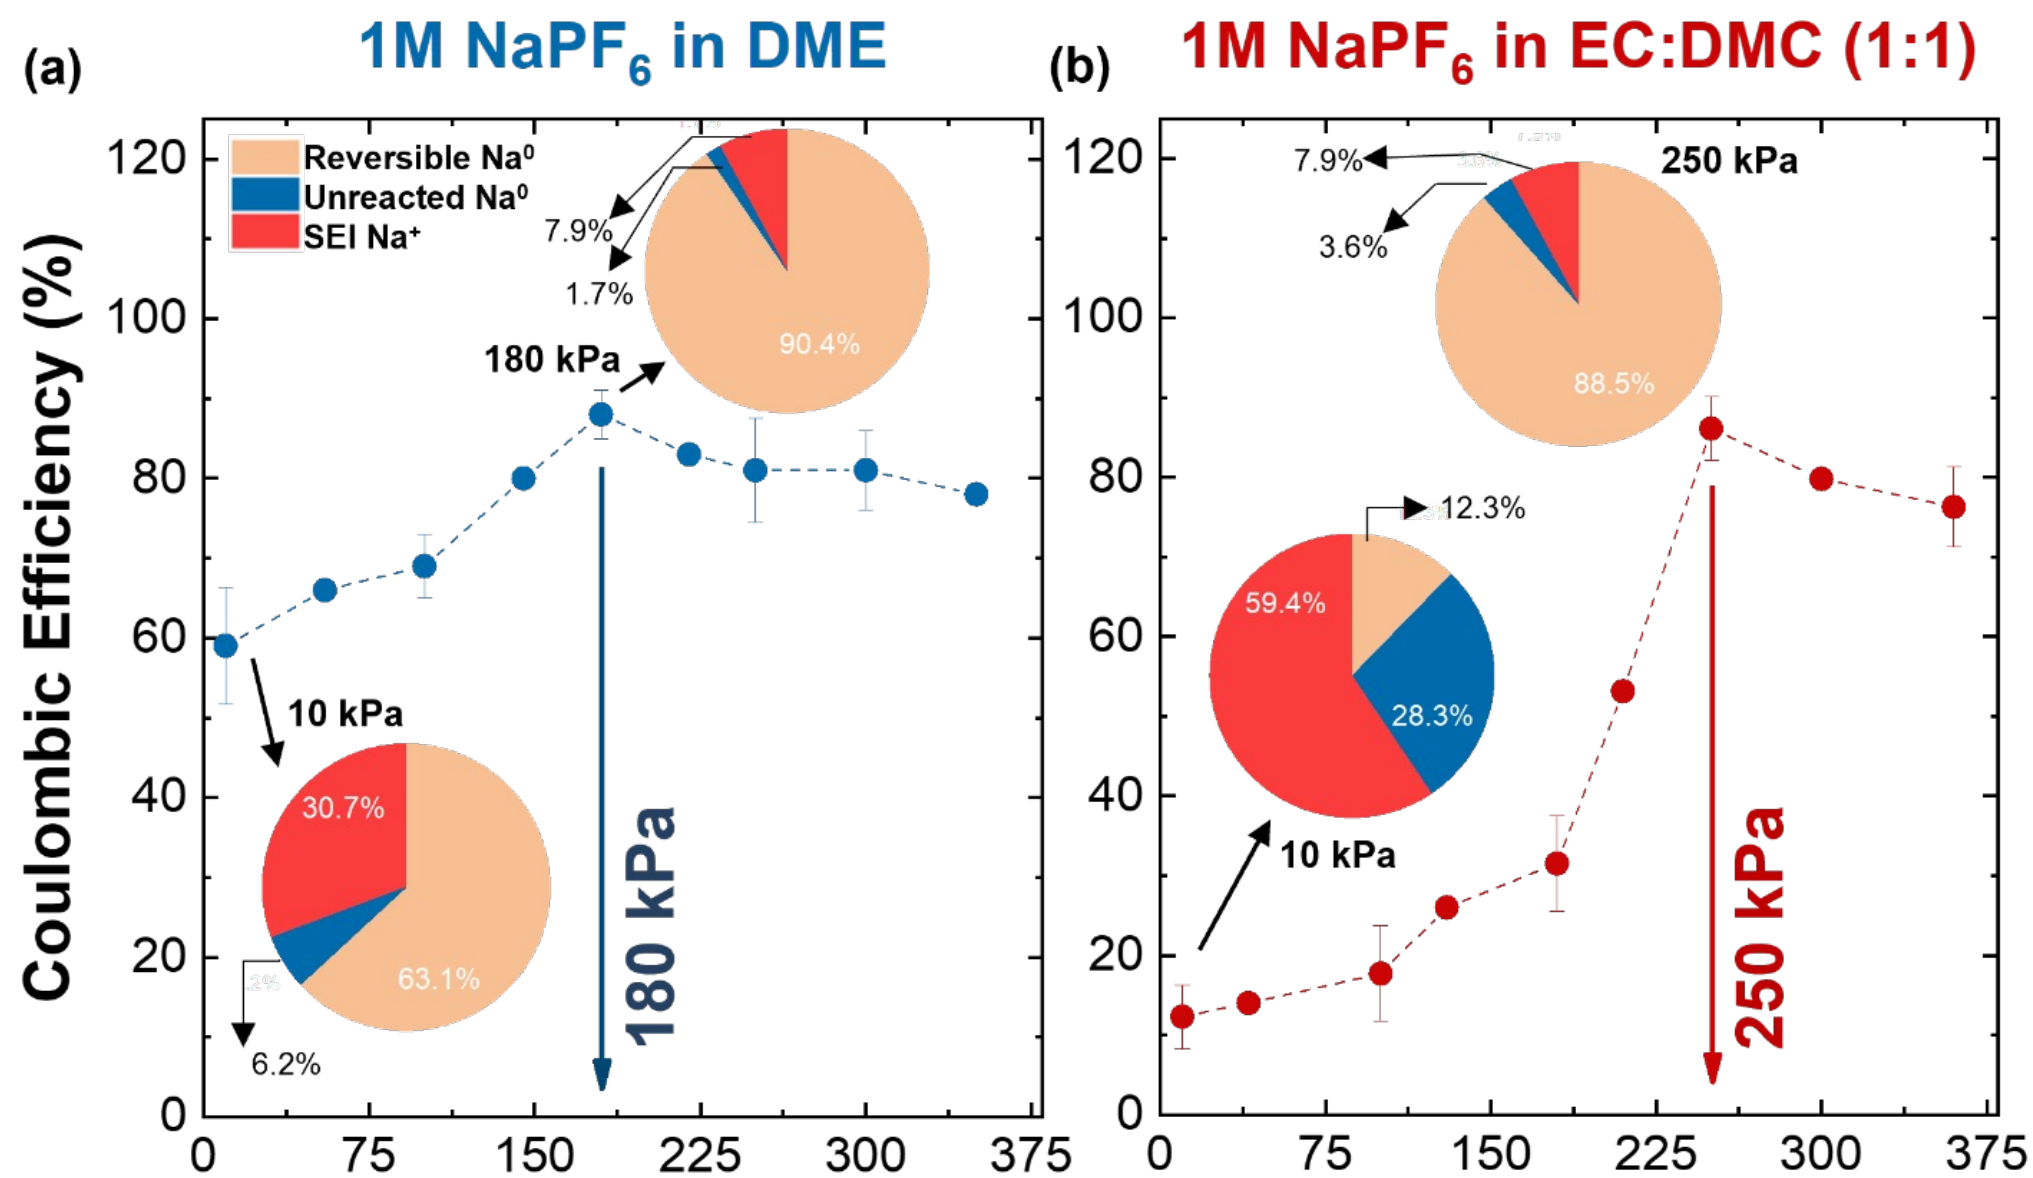 (a)
1M NaPF₆ in DME
Coulombic Efficiency (%)
120
100
80
60
40
20
0
0 75 150 225 300 375
Reversible Na⁰
Unreacted Na⁰
SEI Na⁺
7.9%
1.7%
90.4%
180 kPa
10 kPa
30.7%
63.1%
6.2%
180 kPa
(b)
1M NaPF₆ in EC:DMC (1:1)
120
100
80
60
40
20
0
0 75 150 225 300 375
7.9%
3.6%
250 kPa
88.5%
12.3%
59.4%
28.3%
10 kPa
250 kPa